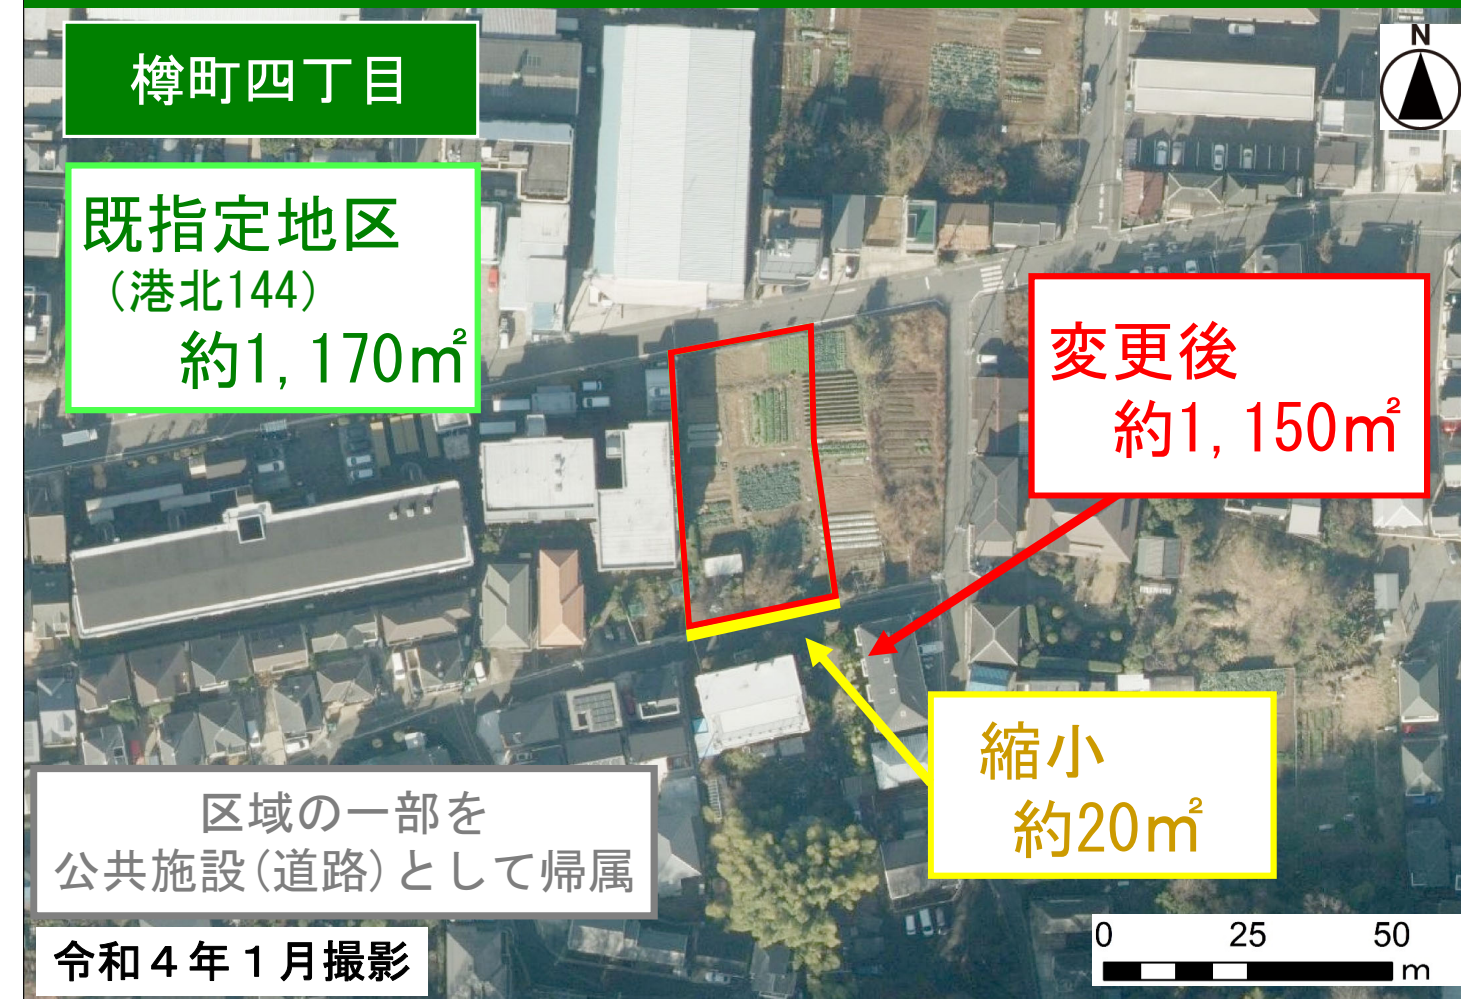 樽町四丁目
N
既指定地区
（港北144）
約1,170㎡
変更後
約1,150㎡
縮小
約20㎡
区域の一部を
公共施設(道路)として帰属
令和４年１月撮影
0 25 50
m